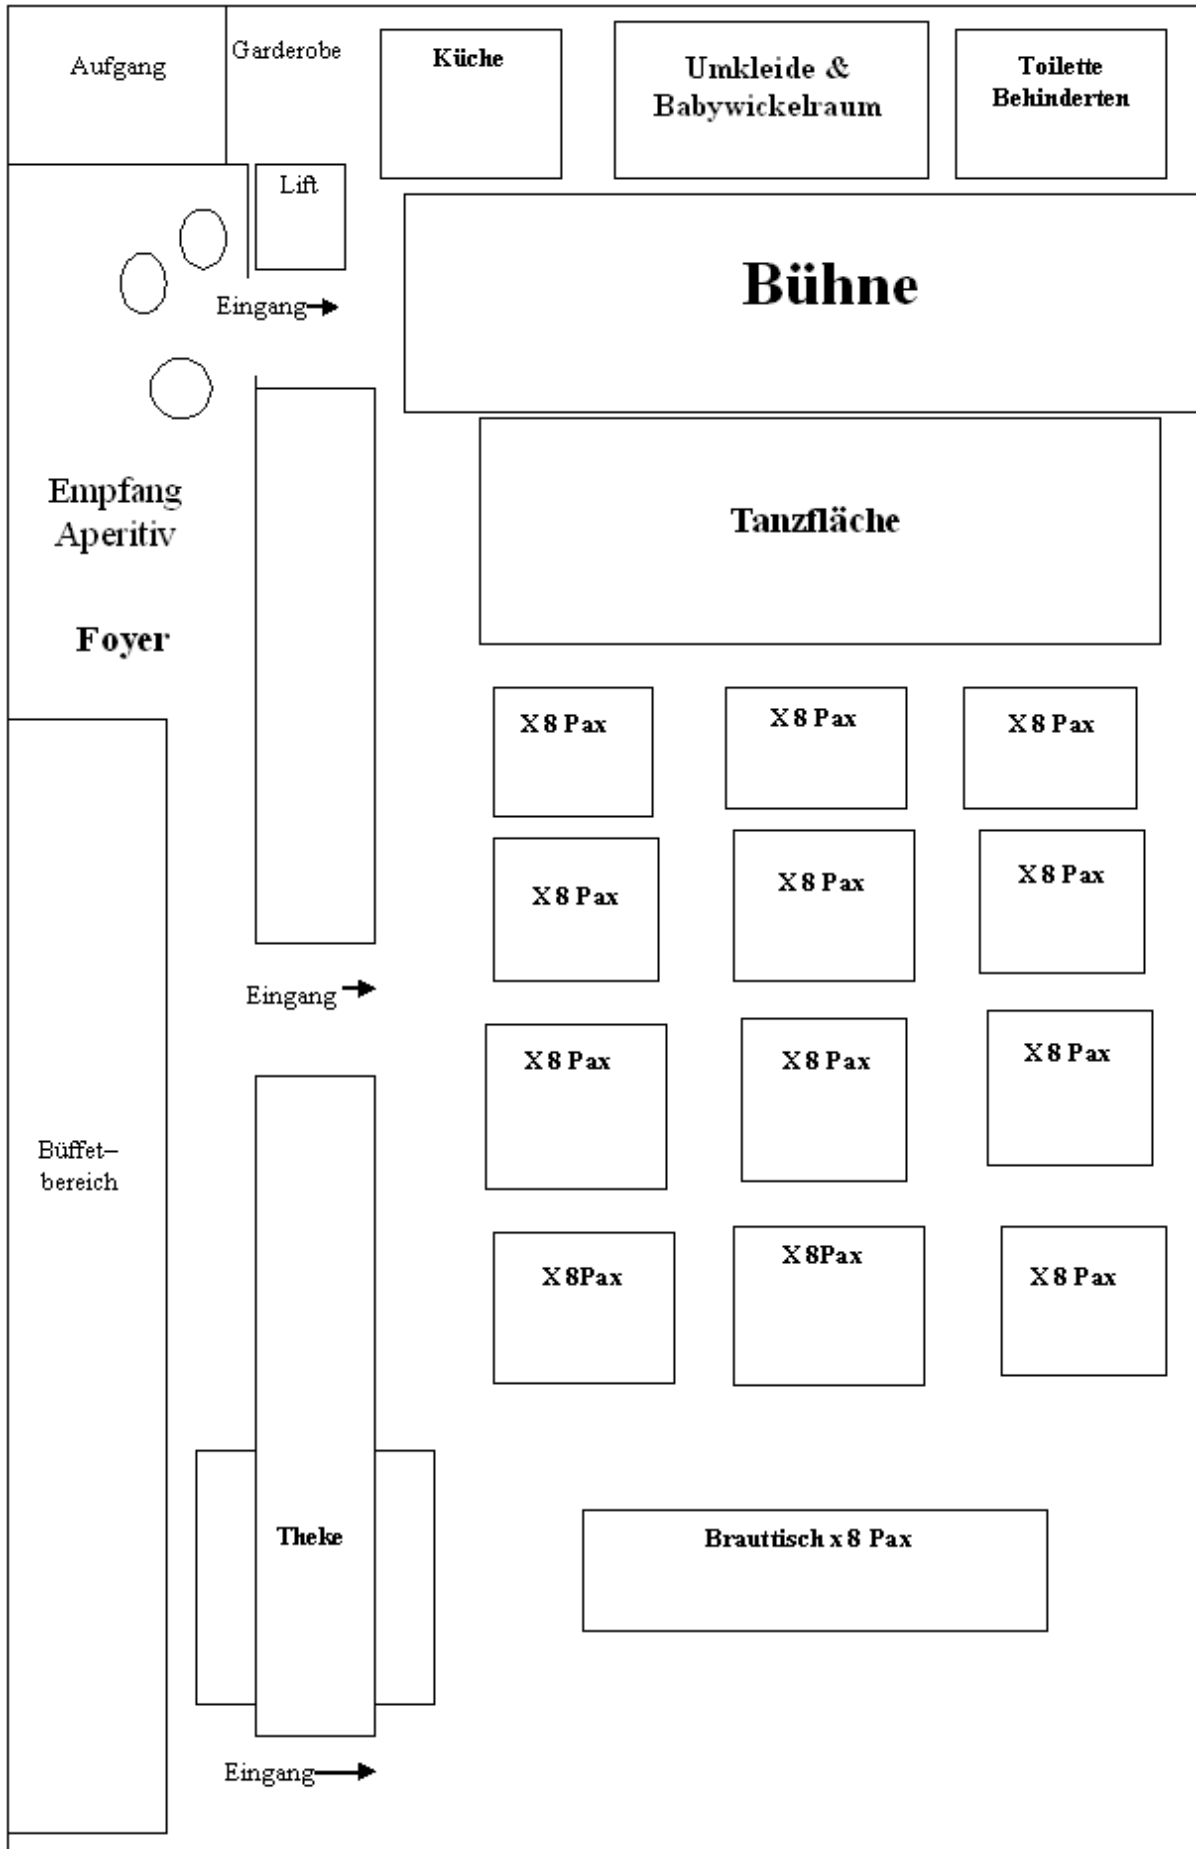 Aufgang
Garderobe
Küche
Umkleide &
Babywickelraum
Toilette
Behinderten
Lift
Bühne
Eingang
Empfang
Aperitiv
Tanzfläche
Foyer
X 8 Pax
X 8 Pax
X 8 Pax
X 8 Pax
X 8 Pax
X 8 Pax
Eingang
X 8 Pax
X 8 Pax
X 8 Pax
Büffet–
bereich
X 8Pax
X 8Pax
X 8 Pax
Theke
Brauttisch x 8 Pax
Eingang